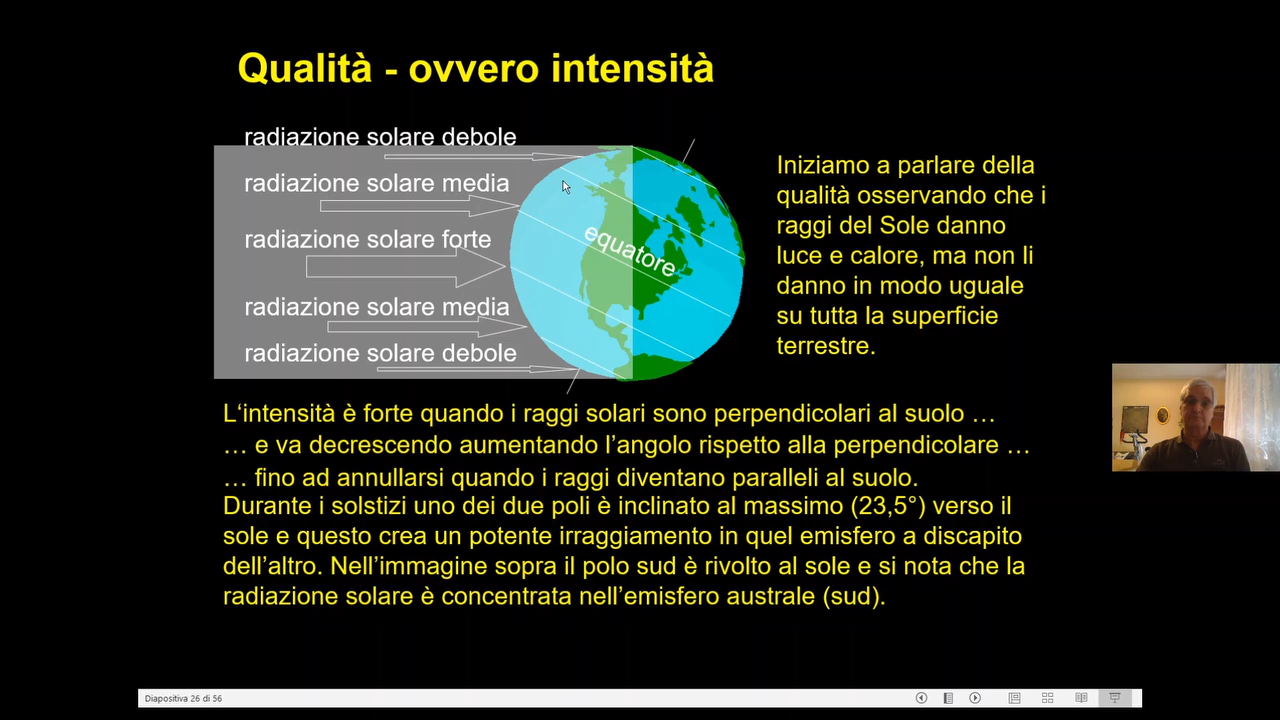 Qualità - ovvero intensità
radiazione solare debole
radiazione solare media
radiazione solare forte
radiazione solare media
radiazione solare debole
equatore
Iniziamo a parlare della
qualità osservando che i
raggi del Sole danno
luce e calore, ma non li
danno in modo uguale
su tutta la superficie
terrestre.
L‘intensità è forte quando i raggi solari sono perpendicolari al suolo …
… e va decrescendo aumentando l’angolo rispetto alla perpendicolare …
… fino ad annullarsi quando i raggi diventano paralleli al suolo.
Durante i solstizi uno dei due poli è inclinato al massimo (23,5°) verso il
sole e questo crea un potente irraggiamento in quel emisfero a discapito
dell’altro. Nell’immagine sopra il polo sud è rivolto al sole e si nota che la
radiazione solare è concentrata nell’emisfero australe (sud).
Diapositiva 26 di 56